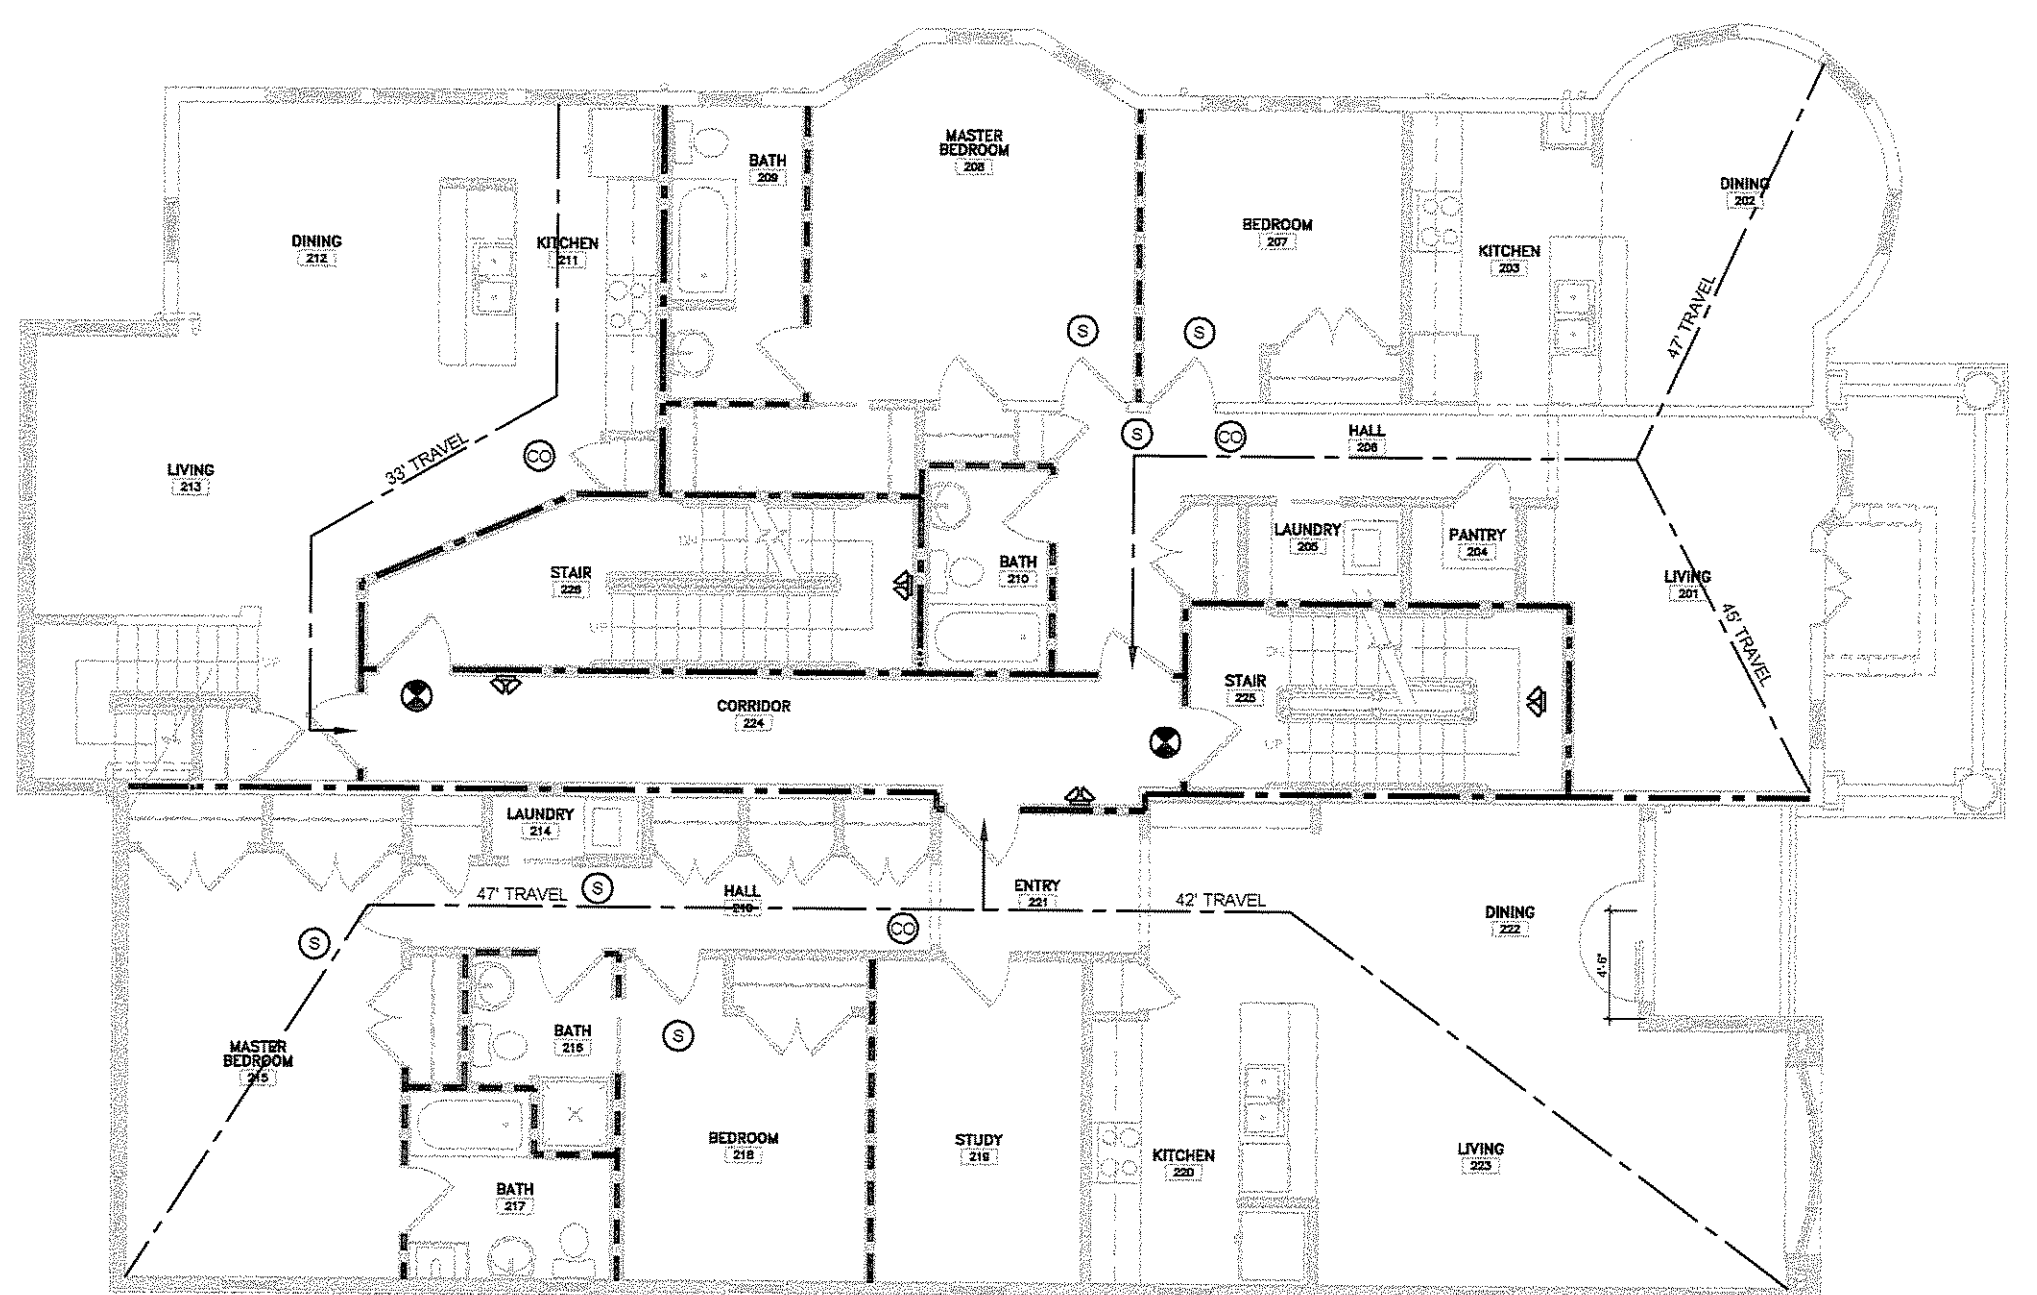 MASTER
BEDROOM
208
BATH
209
DINING
202
BEDROOM
207
DINING
212
KITCHEN
211
KITCHEN
203
S
S
47' TRAVEL
S
CO
HALL
206
33' TRAVEL
CO
LIVING
213
LAUNDRY
205
PANTRY
204
BATH
210
STAIR
226
LIVING
201
45' TRAVEL
STAIR
225
UP
CORRIDOR
224
LAUNDRY
214
47' TRAVEL
S
HALL
ENTRY
221
42' TRAVEL
DINING
222
CO
S
4'-6"
BATH
216
S
MASTER
BEDROOM
215
BEDROOM
218
STUDY
219
KITCHEN
220
LIVING
223
BATH
217